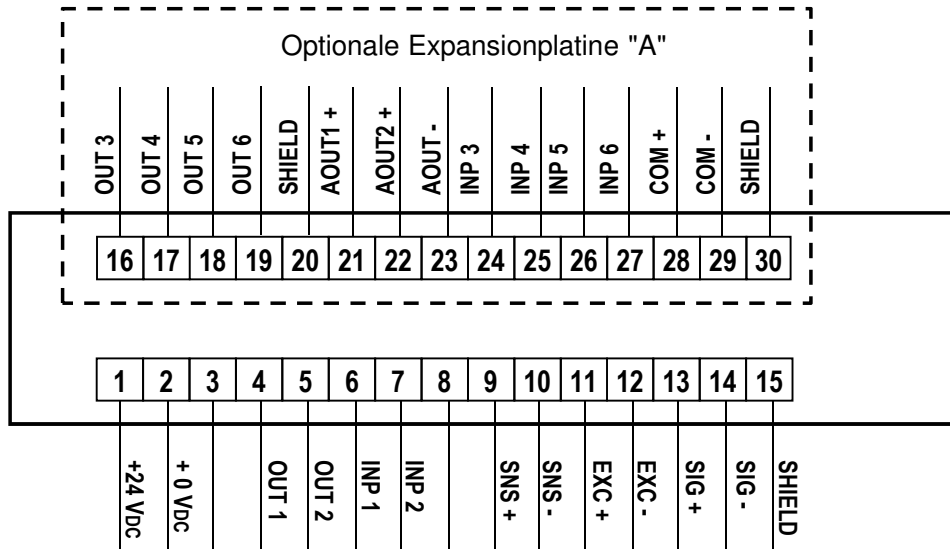 Optionale Expansionplatine "A"
OUT 3
OUT 4
OUT 5
OUT 6
SHIELD
AOUT1 +
AOUT2 +
AOUT -
INP 3
INP 4
INP 5
INP 6
COM +
COM -
SHIELD
16 17 18 19 20 21 22 23 24 25 26 27 28 29 30
1 2 3 4 5 6 7 8 9 10 11 12 13 14 15
+24 VDC
+ 0 VDC
OUT 1
OUT 2
INP 1
INP 2
SNS +
SNS -
EXC +
EXC -
SIG +
SIG -
SHIELD